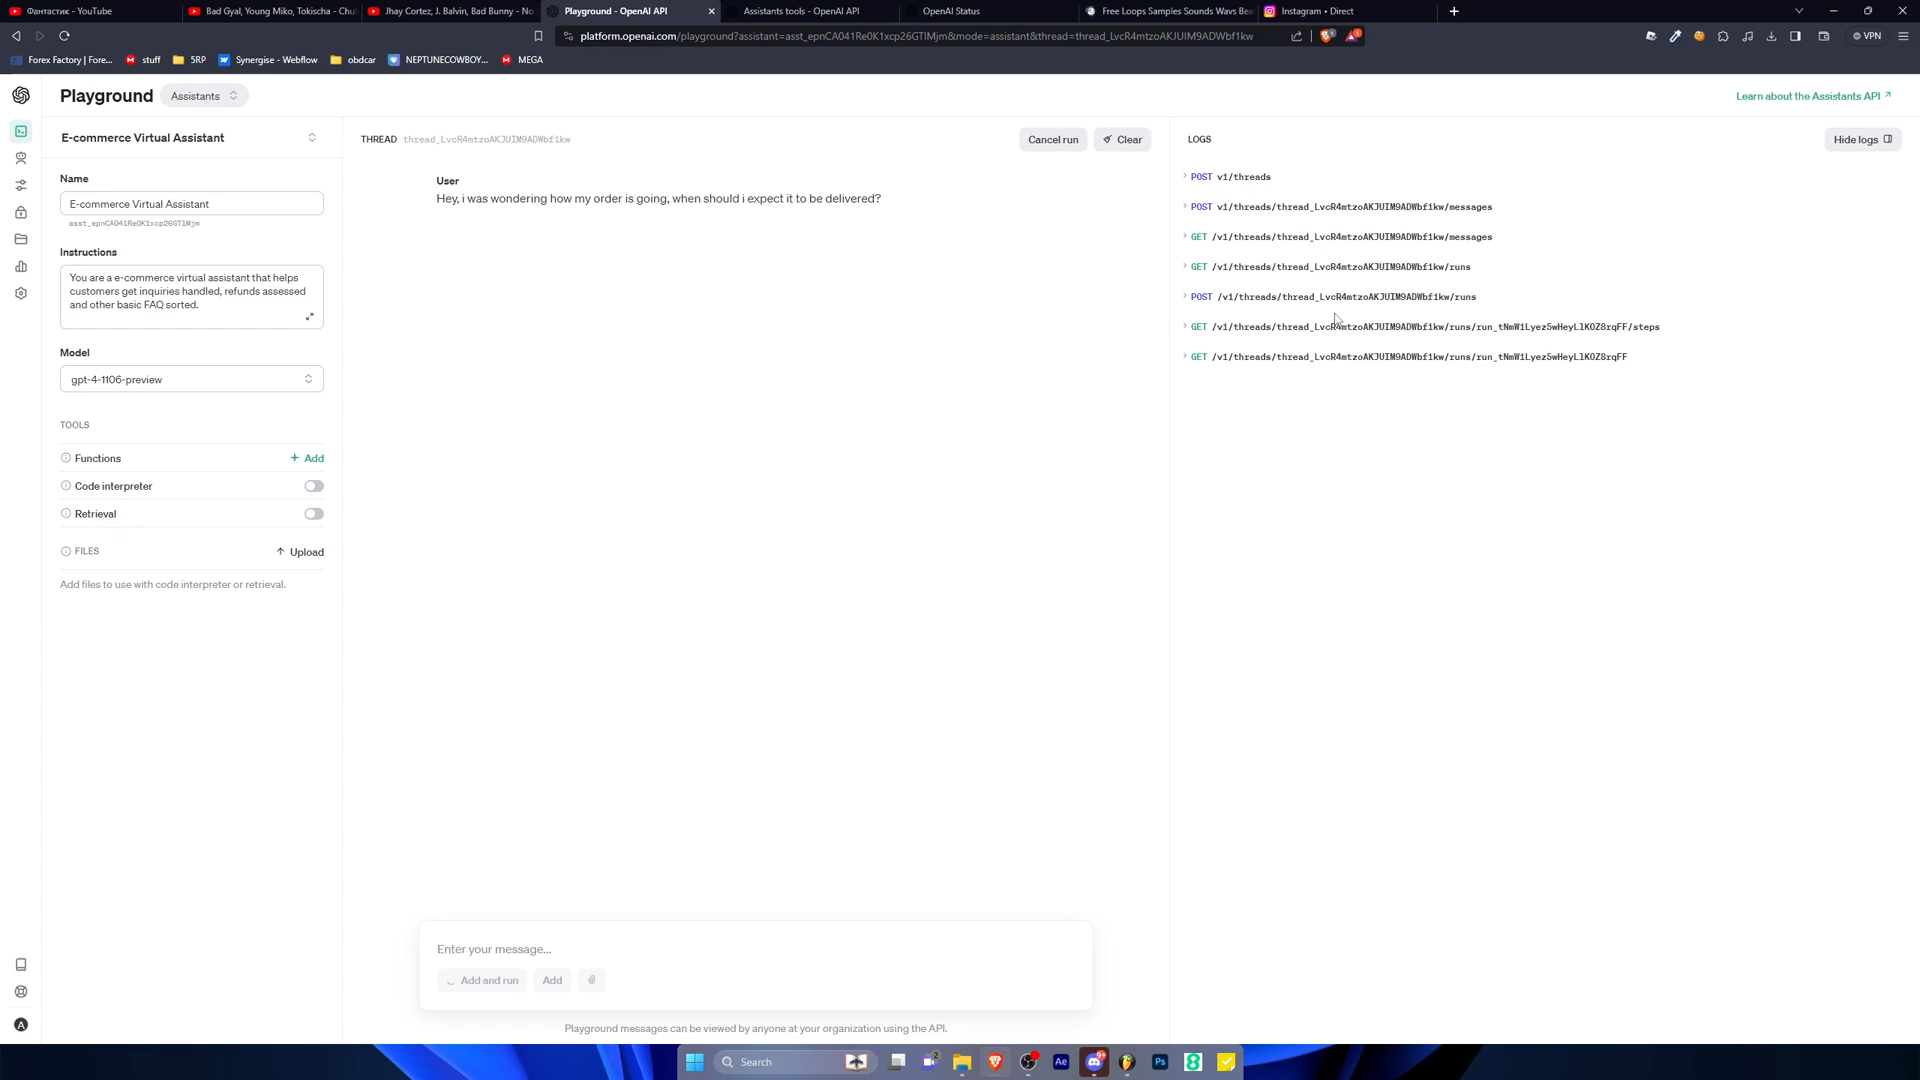 Фантастик - YouTube
Bad Gyal, Young Miko, Tokischa - Chu
Jhay Cortez, J. Balvin, Bad Bunny - No
Playground - OpenAI API
Assistants tools - OpenAI API
OpenAI Status
Free Loops Samples Sounds Wavs Bea
Instagram • Direct
platform.openai.com/playground?assistant=asst_epnCA041Re0K1xcp26GTlMjm&mode=assistant&thread=thread_LvcR4mtzoAKJUIM9ADWbf1kw
VPN
Forex Factory | Fore...
stuff
5RP
Synergise - Webflow
obdcar
NEPTUNECOWBOY...
MEGA
Playground
Assistants
Learn about the Assistants API
E-commerce Virtual Assistant
THREAD thread_LvcR4mtzoAKJUIM9ADWbf1kw
Cancel run
Clear
LOGS
Hide logs
Name
E-commerce Virtual Assistant
asst_epnCA041Re0K1xcp26GTlMjm
Instructions
You are a e-commerce virtual assistant that helps
customers get inquiries handled, refunds assessed
and other basic FAQ sorted.
Model
gpt-4-1106-preview
TOOLS
Functions
Add
Code interpreter
Retrieval
FILES
Upload
Add files to use with code interpreter or retrieval.
User
Hey, i was wondering how my order is going, when should i expect it to be delivered?
POST v1/threads
POST v1/threads/thread_LvcR4mtzoAKJUIM9ADWbf1kw/messages
GET /v1/threads/thread_LvcR4mtzoAKJUIM9ADWbf1kw/messages
GET /v1/threads/thread_LvcR4mtzoAKJUIM9ADWbf1kw/runs
POST /v1/threads/thread_LvcR4mtzoAKJUIM9ADWbf1kw/runs
GET /v1/threads/thread_LvcR4mtzoAKJUIM9ADWbf1kw/runs/run_tNmW1Lyez5wHeyLlKOZ8rqFF/steps
GET /v1/threads/thread_LvcR4mtzoAKJUIM9ADWbf1kw/runs/run_tNmW1Lyez5wHeyLlKOZ8rqFF
Enter your message...
Add and run
Add
Playground messages can be viewed by anyone at your organization using the API.
A
Search
Ae
Ps